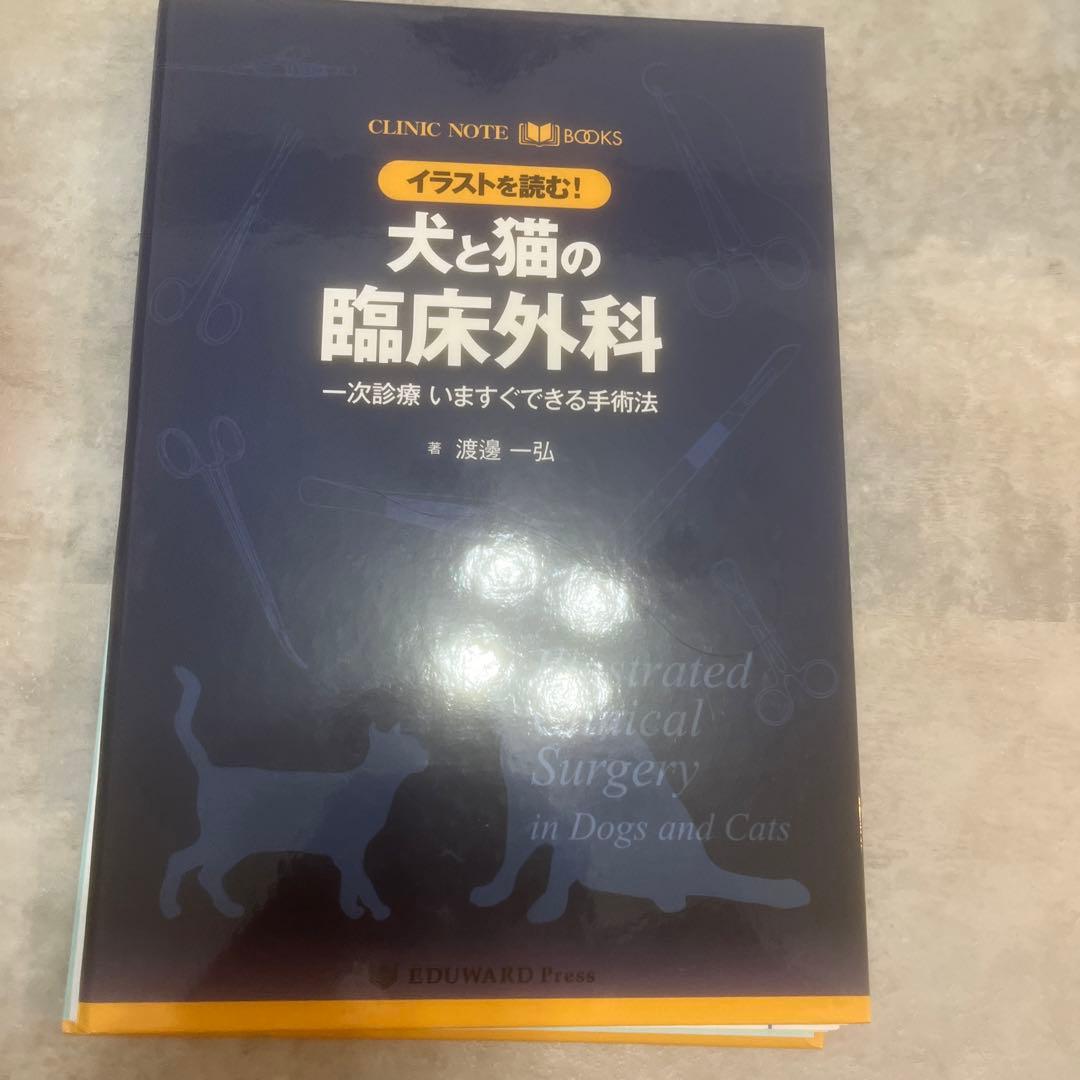 CLINIC NOTE BOOKS
イラストを読む!
犬と猫の
臨床外科
一次診療 いますぐできる手術法
著 渡邊 一弘
Illustrated
Clinical
Surgery
in Dogs and Cats
EDUWARD Press